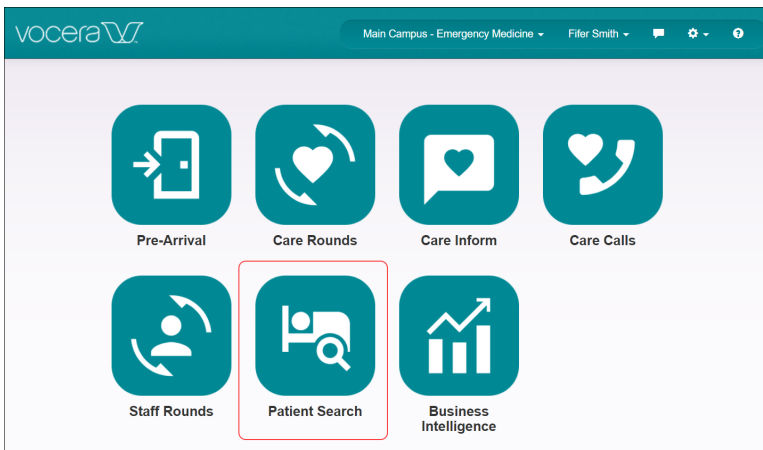 vocera
Main Campus - Emergency Medicine
Fifer Smith
Pre-Arrival
Care Rounds
Care Inform
Care Calls
Staff Rounds
Patient Search
Business
Intelligence